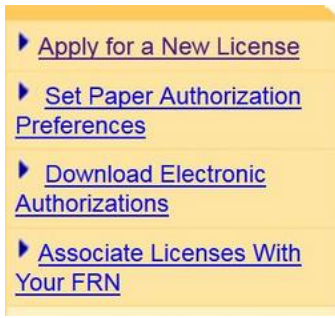 Apply for a New License
Set Paper Authorization
Preferences
Download Electronic
Authorizations
Associate Licenses With
Your FRN